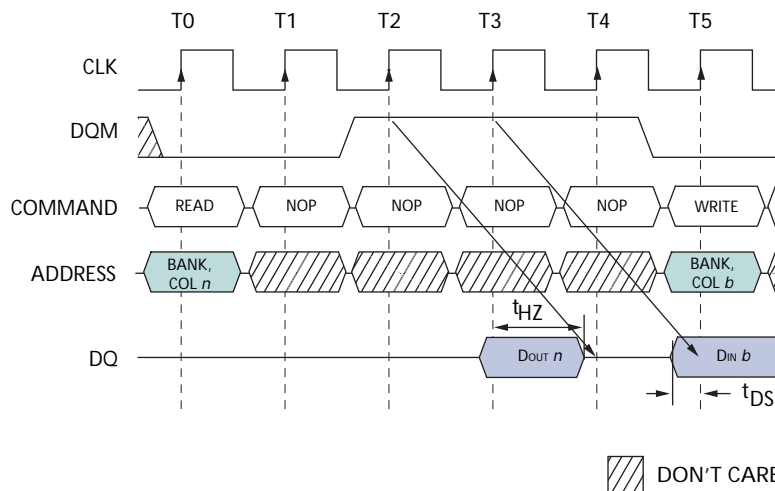 T0 T1 T2 T3 T4 T5
CLK
DQM
COMMAND READ NOP NOP NOP NOP WRITE
ADDRESS BANK, COL n BANK, COL b
tHZ
DQ DOUT n DIN b
tDS
DON'T CARE